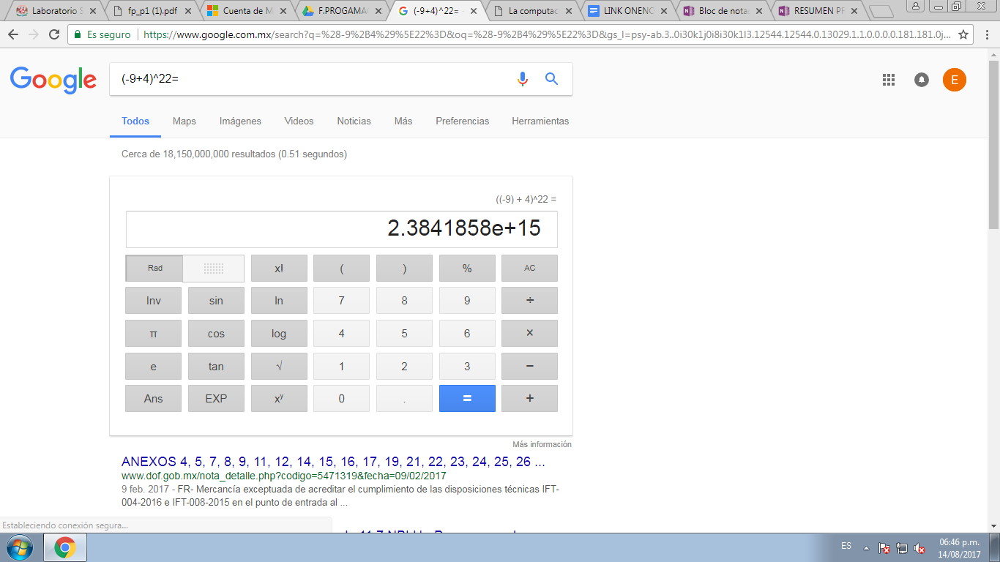 Laboratorio S
fp_p1 (1).pdf
Cuenta de M
F.PROGAMA
(-9+4)^22= -
La computac
LINK ONENO
Bloc de nota
RESUMEN PR
Es seguro
https://www.google.com.mx/search?q=%28-9%2B4%29%5E22%3D&oq=%28-9%2B4%29%5E22%3D&gs_l=psy-ab.3..0i30k1j0i8i30k1l3.12544.12544.0.13029.1.1.0.0.0.0.181.181.0j...
Google
(-9+4)^22=
E
Todos Maps Imágenes Videos Noticias Más Preferencias Herramientas
Cerca de 18,150,000,000 resultados (0.51 segundos)
((-9) + 4)^22 =
2.3841858e+15
Rad x! ( ) % AC
Inv sin ln 7 8 9 ÷
π cos log 4 5 6 ×
e tan √ 1 2 3 −
Ans EXP xʸ 0 . = +
Más información
ANEXOS 4, 5, 7, 8, 9, 11, 12, 14, 15, 16, 17, 19, 21, 22, 23, 24, 25, 26 ...
www.dof.gob.mx/nota_detalle.php?codigo=5471319&fecha=09/02/2017
9 feb. 2017 - FR- Mercancía exceptuada de acreditar el cumplimiento de las disposiciones técnicas IFT-
004-2016 e IFT-008-2015 en el punto de entrada al ...
Estableciendo conexión segura...
ES
06:46 p.m.
14/08/2017